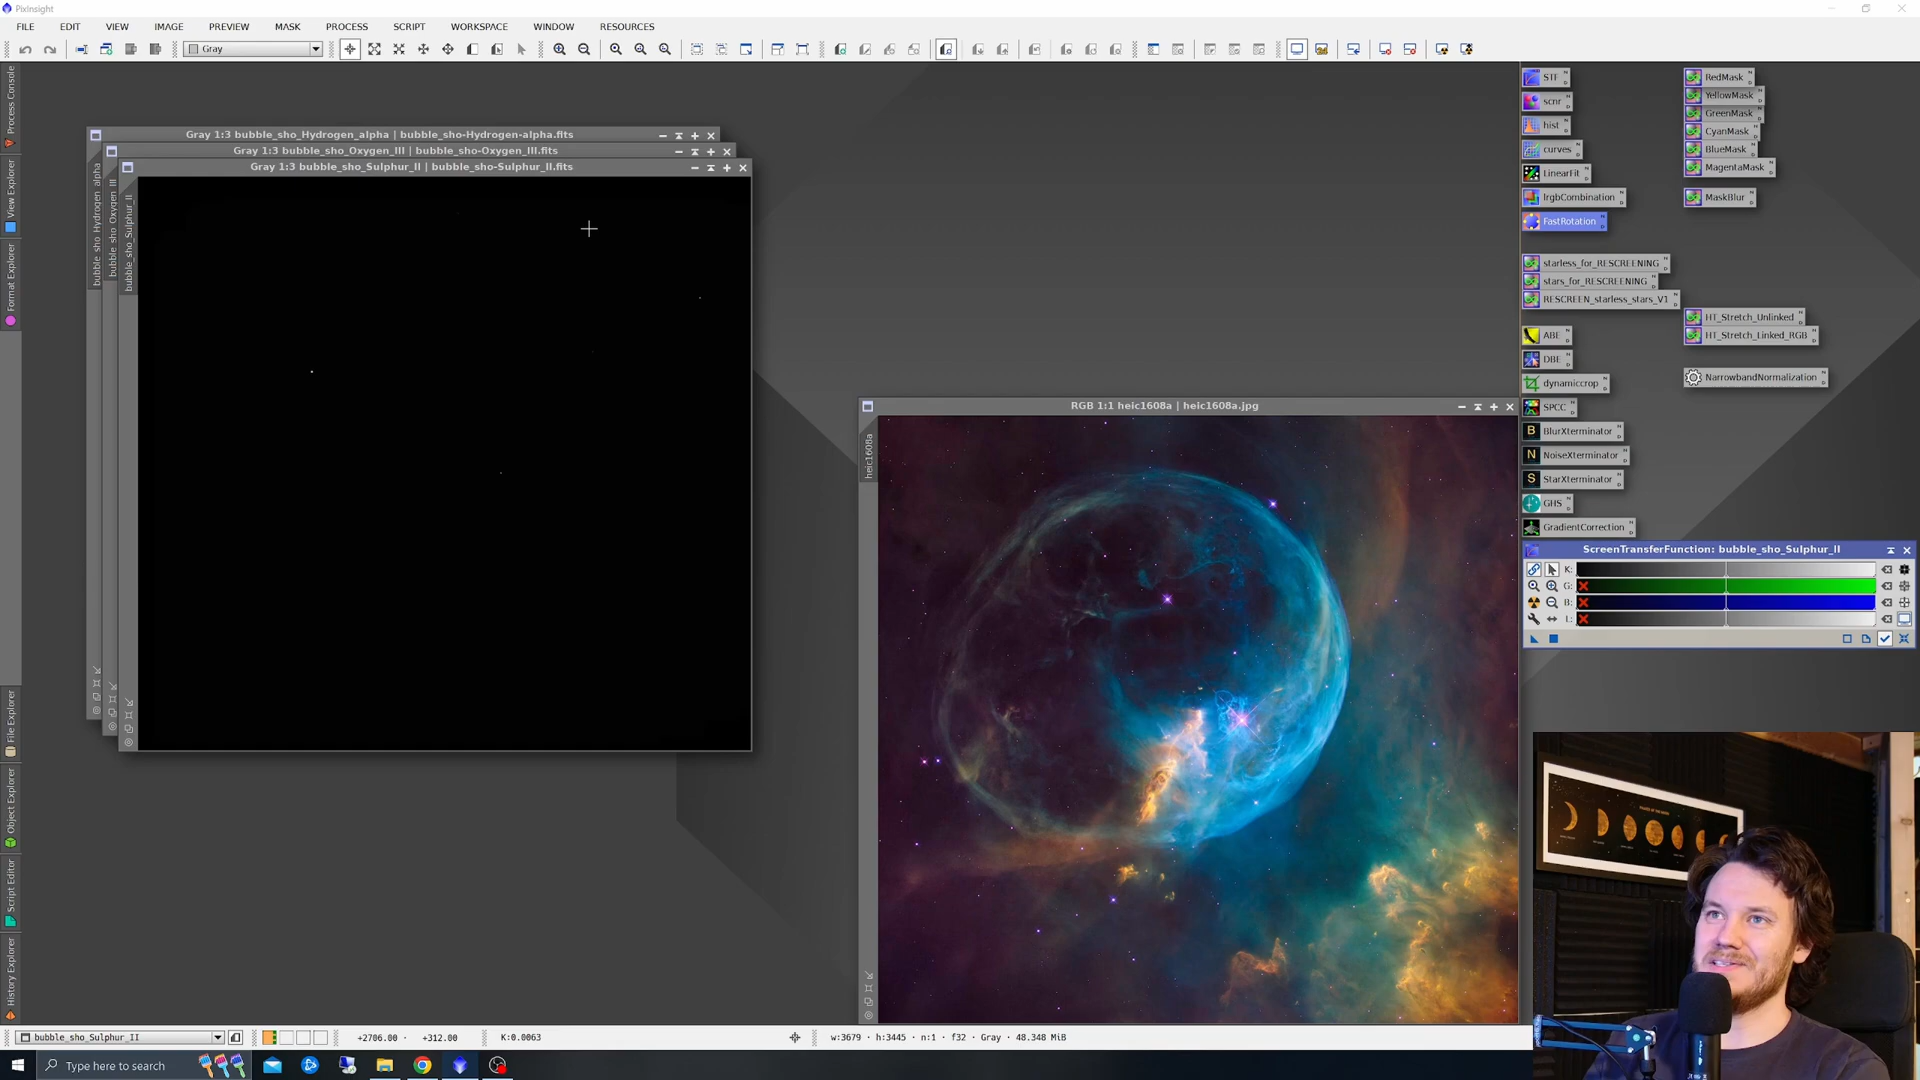 PixInsight
FILE EDIT VIEW IMAGE PREVIEW MASK PROCESS SCRIPT WORKSPACE WINDOW RESOURCES
Gray
Process Console
View Explorer
Format Explorer
File Explorer
Object Explorer
Script Editor
History Explorer
Gray 1:3 bubble_sho_Hydrogen_alpha | bubble_sho-Hydrogen-alpha.fits
Gray 1:3 bubble_sho_Oxygen_III | bubble_sho-Oxygen_III.fits
Gray 1:3 bubble_sho_Sulphur_II | bubble_sho-Sulphur_II.fits
bubble_sho_Hydrogen_alpha
bubble_sho_Oxygen_III
bubble_sho_Sulphur_II
RGB 1:1 heic1608a | heic1608a.jpg
heic1608a
STF
scnr
hist
curves
LinearFit
lrgbCombination
FastRotation
starless_for_RESCREENING
stars_for_RESCREENING
RESCREEN_starless_stars_V1
ABE
DBE
dynamiccrop
SPCC
B BlurXterminator
N NoiseXterminator
S StarXterminator
GHS
GradientCorrection
RedMask
YellowMask
GreenMask
CyanMask
BlueMask
MagentaMask
MaskBlur
HT_Stretch_Unlinked
HT_Stretch_Linked_RGB
NarrowbandNormalization
ScreenTransferFunction: bubble_sho_Sulphur_II
K:
G:
B:
L:
bubble_sho_Sulphur_II
+2706.00 · +312.00
K:0.0063
w:3679 · h:3445 · n:1 · f32 · Gray · 48.348 MiB
Type here to search